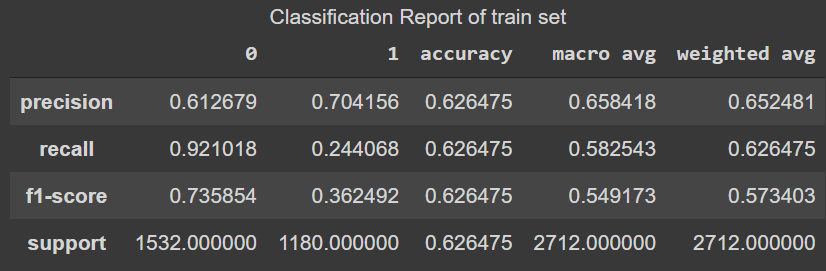 Classification Report of train set
0 1 accuracy macro avg weighted avg
precision 0.612679 0.704156 0.626475 0.658418 0.652481
recall 0.921018 0.244068 0.626475 0.582543 0.626475
f1-score 0.735854 0.362492 0.626475 0.549173 0.573403
support 1532.000000 1180.000000 0.626475 2712.000000 2712.000000